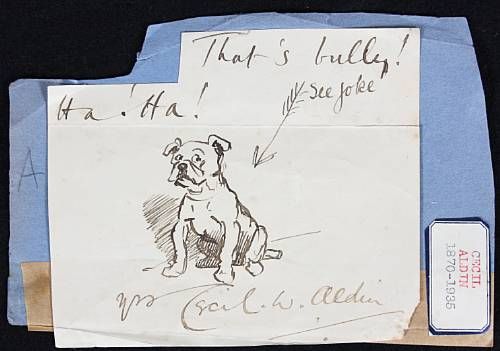 That's bully!
see joke
Ha! Ha!
A
yrs
Cecil. W. Aldin
CECIL
ALDIN
1870-1935